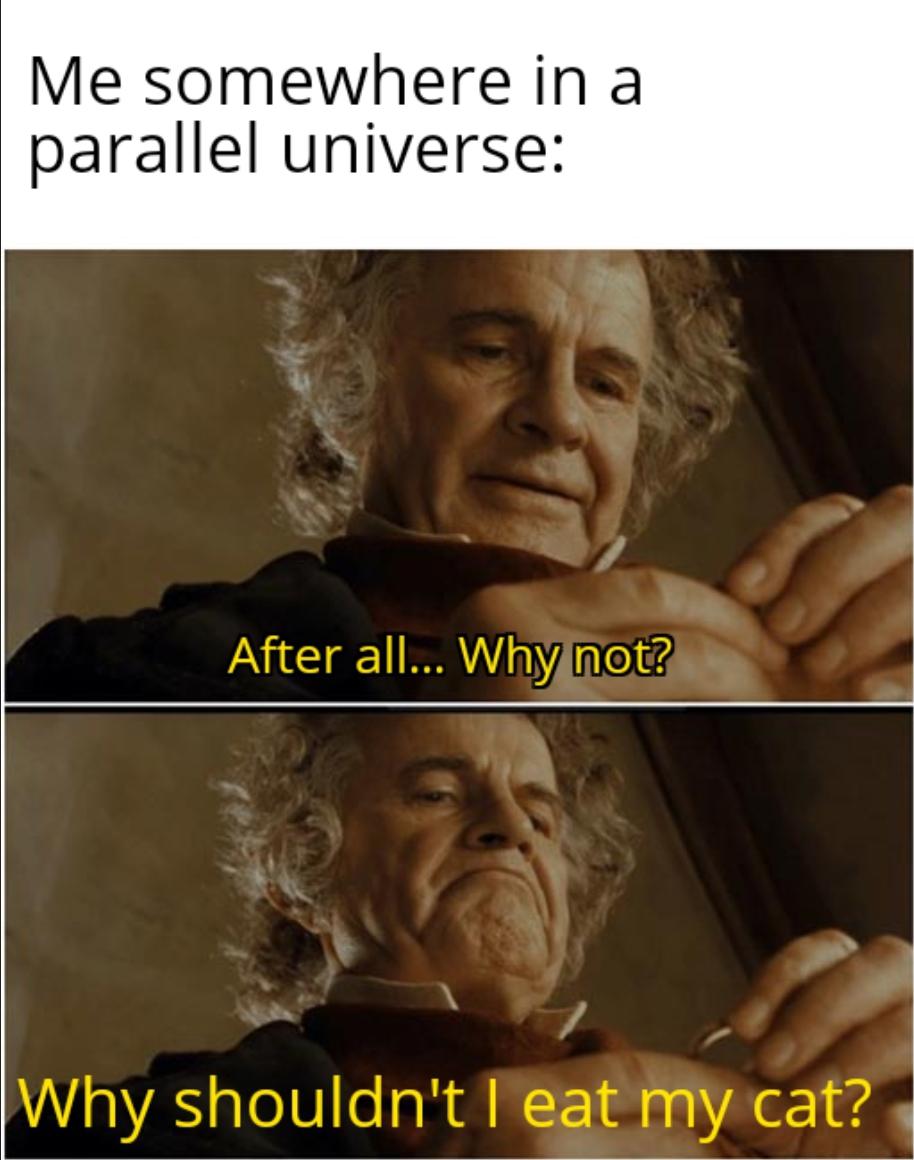 Me somewhere in a
parallel universe:
After all... Why not?
Why shouldn't I eat my cat?